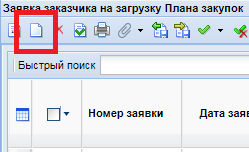 Заявка заказчика на загрузку Плана закупок
Быстрый поиск
Номер заявки
Дата заяв